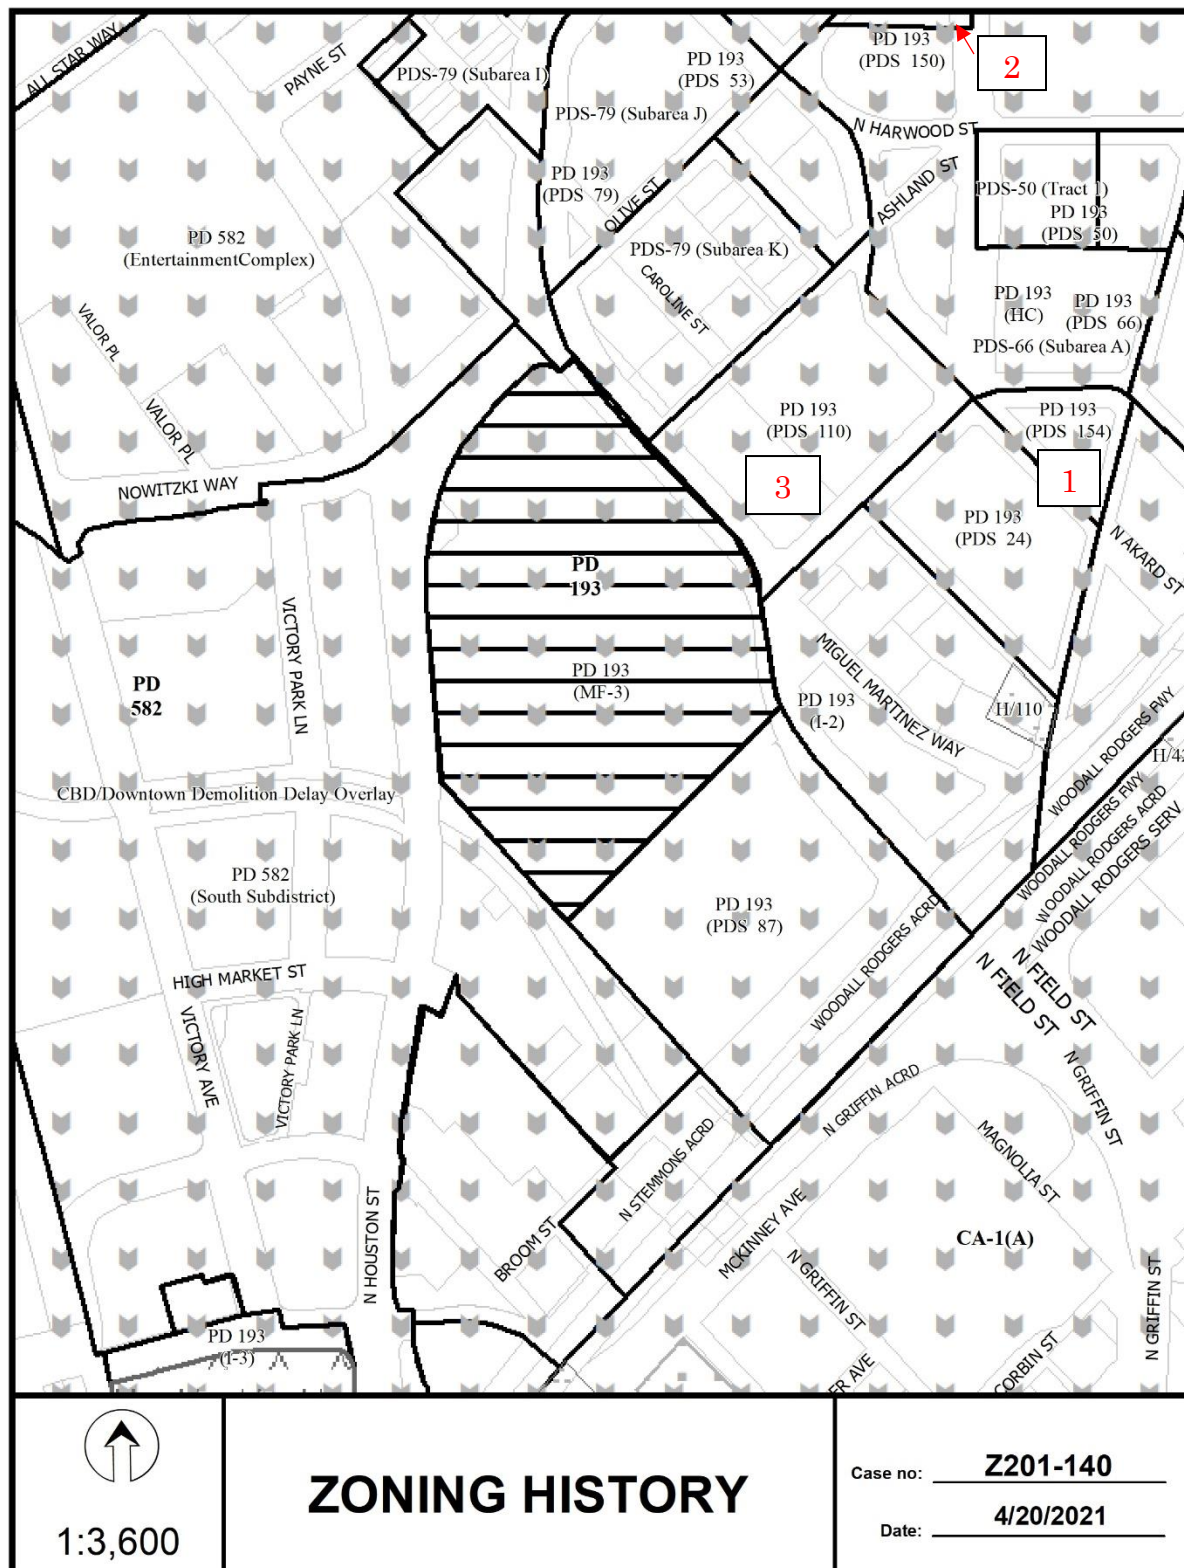 ALL STAR WAY
PAYNE ST
PDS-79 (Subarea I)
PD 193
(PDS 53)
PD 193
(PDS 150)
2
PDS-79 (Subarea J)
N HARWOOD ST
PD 193
(PDS 79)
OLIVE ST
ASHLAND ST
PDS-50 (Tract 1)
PD 193
(PDS 50)
PD 582
(EntertainmentComplex)
PDS-79 (Subarea K)
CAROLINE ST
PD 193
(HC)
PD 193
(PDS 66)
PDS-66 (Subarea A)
VALOR PL
VALOR PL
PD 193
(PDS 110)
PD 193
(PDS 154)
3
1
NOWITZKI WAY
PD 193
(PDS 24)
N AKARD ST
PD
193
VICTORY PARK LN
PD 193
(MF-3)
MIGUEL MARTINEZ WAY
PD
582
PD 193
(I-2)
H/110
WOODALL RODGERS FWY
H/42
CBD/Downtown Demolition Delay Overlay
WOODALL RODGERS FWY
WOODALL RODGERS ACRD
WOODALL RODGERS SERV
PD 582
(South Subdistrict)
PD 193
(PDS 87)
WOODALL RODGERS ACRD
N FIELD ST
N FIELD ST
HIGH MARKET ST
VICTORY AVE
VICTORY PARK LN
N GRIFFIN ACRD
N GRIFFIN ST
MAGNOLIA ST
N STEMMONS ACRD
N HOUSTON ST
BROOM ST
MCKINNEY AVE
CA-1(A)
N GRIFFIN ST
N GRIFFIN ST
PD 193
(I-3)
ER AVE
CORBIN ST
1:3,600
ZONING HISTORY
Case no: Z201-140
Date: 4/20/2021